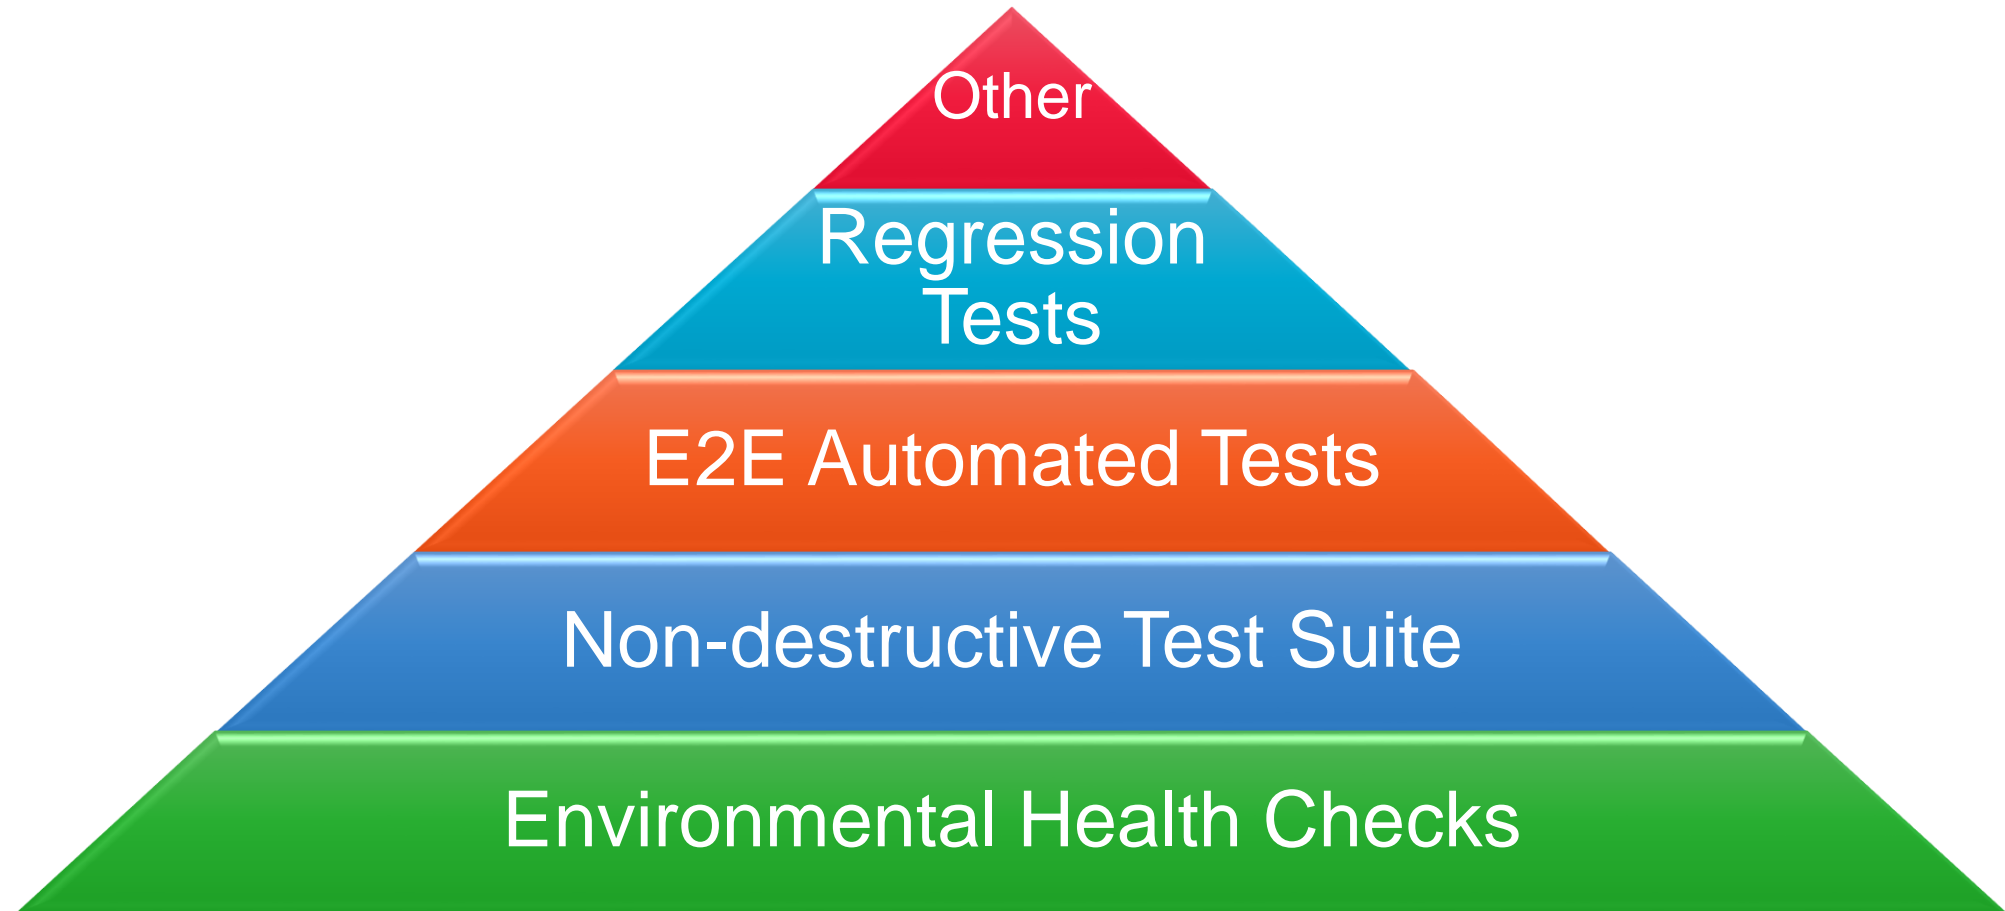 Other
Regression
Tests
E2E Automated Tests
Non-destructive Test Suite
Environmental Health Checks